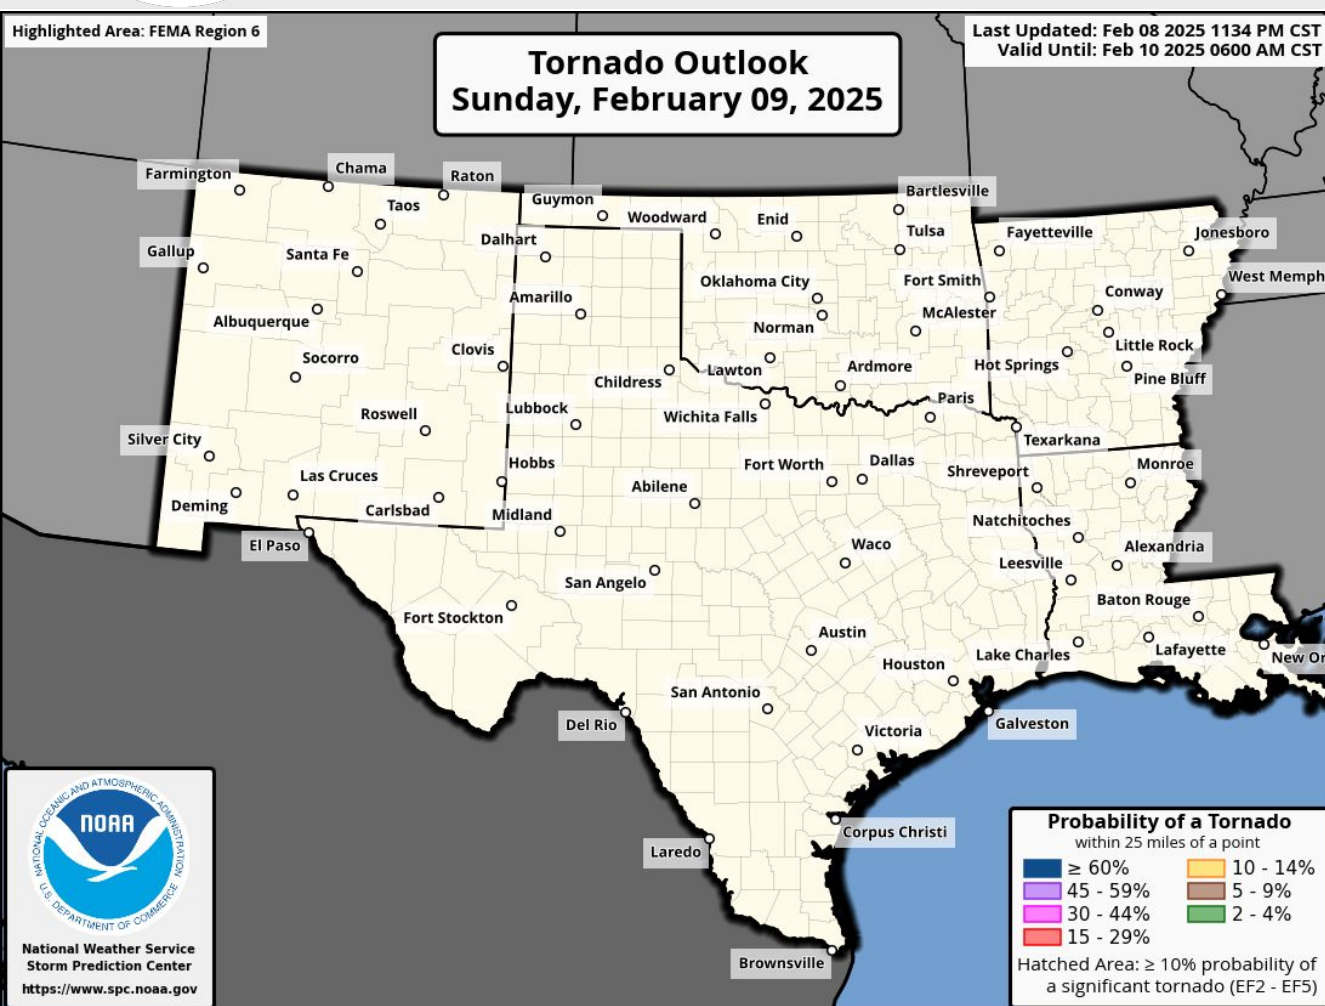 Highlighted Area: FEMA Region 6
Last Updated: Feb 08 2025 1134 PM CST
Valid Until: Feb 10 2025 0600 AM CST
Tornado Outlook
Sunday, February 09, 2025
Farmington
Chama
Raton
Taos
Guymon
Woodward
Enid
Bartlesville
Tulsa
Fayetteville
Jonesboro
Gallup
Santa Fe
Dalhart
Oklahoma City
Fort Smith
West Memph
Albuquerque
Amarillo
Norman
McAlester
Conway
Little Rock
Socorro
Clovis
Childress
Lawton
Ardmore
Hot Springs
Pine Bluff
Roswell
Lubbock
Wichita Falls
Paris
Texarkana
Silver City
Las Cruces
Hobbs
Abilene
Fort Worth
Dallas
Shreveport
Monroe
Deming
Carlsbad
Midland
Natchitoches
El Paso
San Angelo
Waco
Leesville
Alexandria
Fort Stockton
Austin
Baton Rouge
Houston
Lake Charles
Lafayette
New Or
Del Rio
San Antonio
Victoria
Galveston
Laredo
Corpus Christi
Brownsville
NATIONAL OCEANIC AND ATMOSPHERIC ADMINISTRATION
NOAA
U.S. DEPARTMENT OF COMMERCE
National Weather Service
Storm Prediction Center
https://www.spc.noaa.gov
Probability of a Tornado
within 25 miles of a point
≥ 60%
45 - 59%
30 - 44%
15 - 29%
10 - 14%
5 - 9%
2 - 4%
Hatched Area: ≥ 10% probability of
a significant tornado (EF2 - EF5)